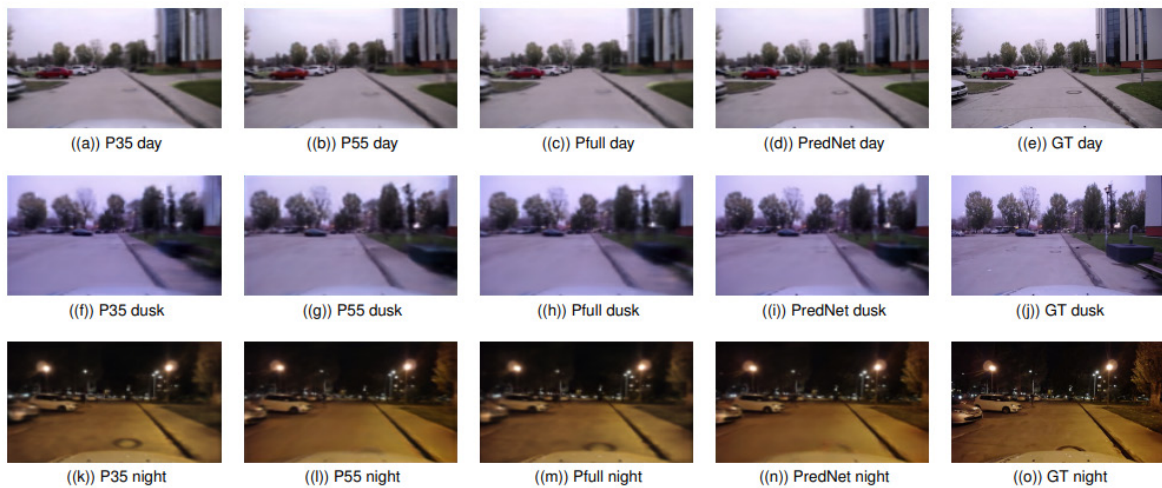 ((a)) P35 day
((b)) P55 day
((c)) Pfull day
((d)) PredNet day
((e)) GT day
((f)) P35 dusk
((g)) P55 dusk
((h)) Pfull dusk
((i)) PredNet dusk
((j)) GT dusk
((k)) P35 night
((l)) P55 night
((m)) Pfull night
((n)) PredNet night
((o)) GT night